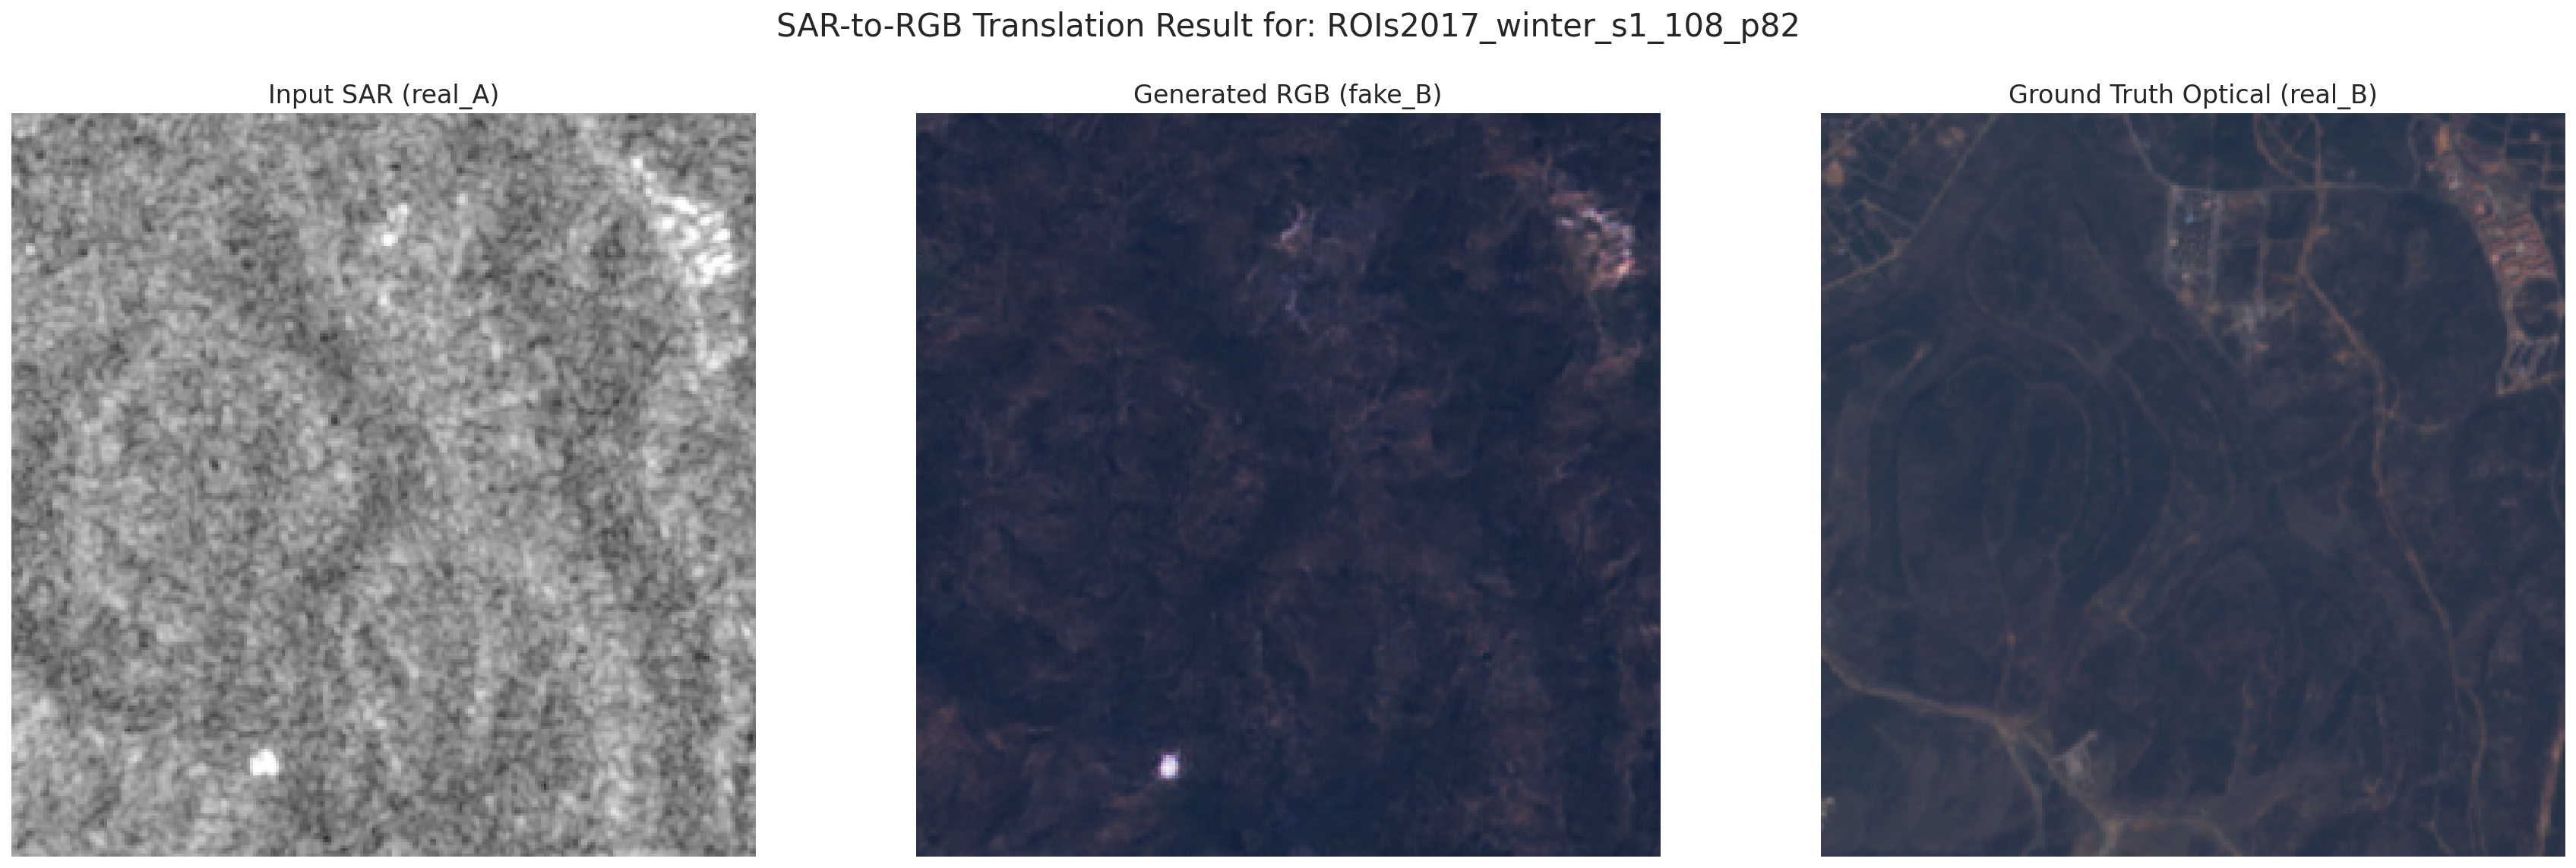 SAR-to-RGB Translation Result for: ROIs2017_winter_s1_108_p82
Input SAR (real_A)
Generated RGB (fake_B)
Ground Truth Optical (real_B)